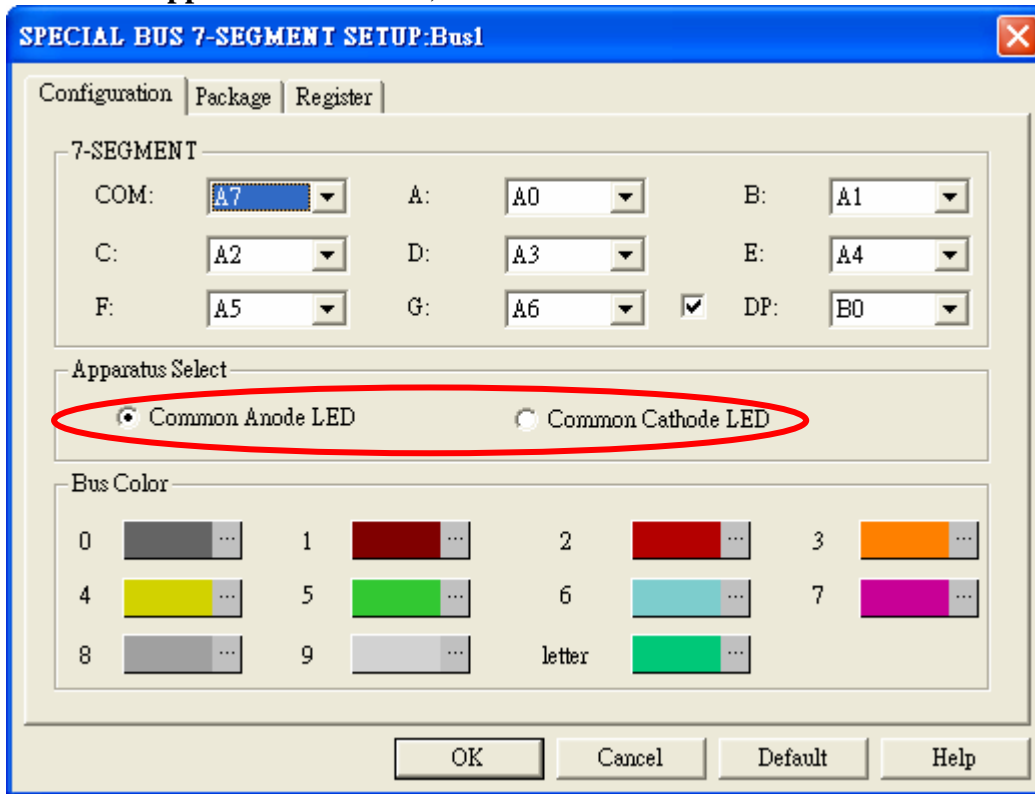 SPECIAL BUS 7-SEGMENT SETUP:Bus1
Configuration Package Register
7-SEGMENT
COM: A7 A: A0 B: A1
C: A2 D: A3 E: A4
F: A5 G: A6 DP: B0
Apparatus Select
Common Anode LED Common Cathode LED
Bus Color
0 ... 1 ... 2 ... 3 ...
4 ... 5 ... 6 ... 7 ...
8 ... 9 ... letter ...
OK Cancel Default Help